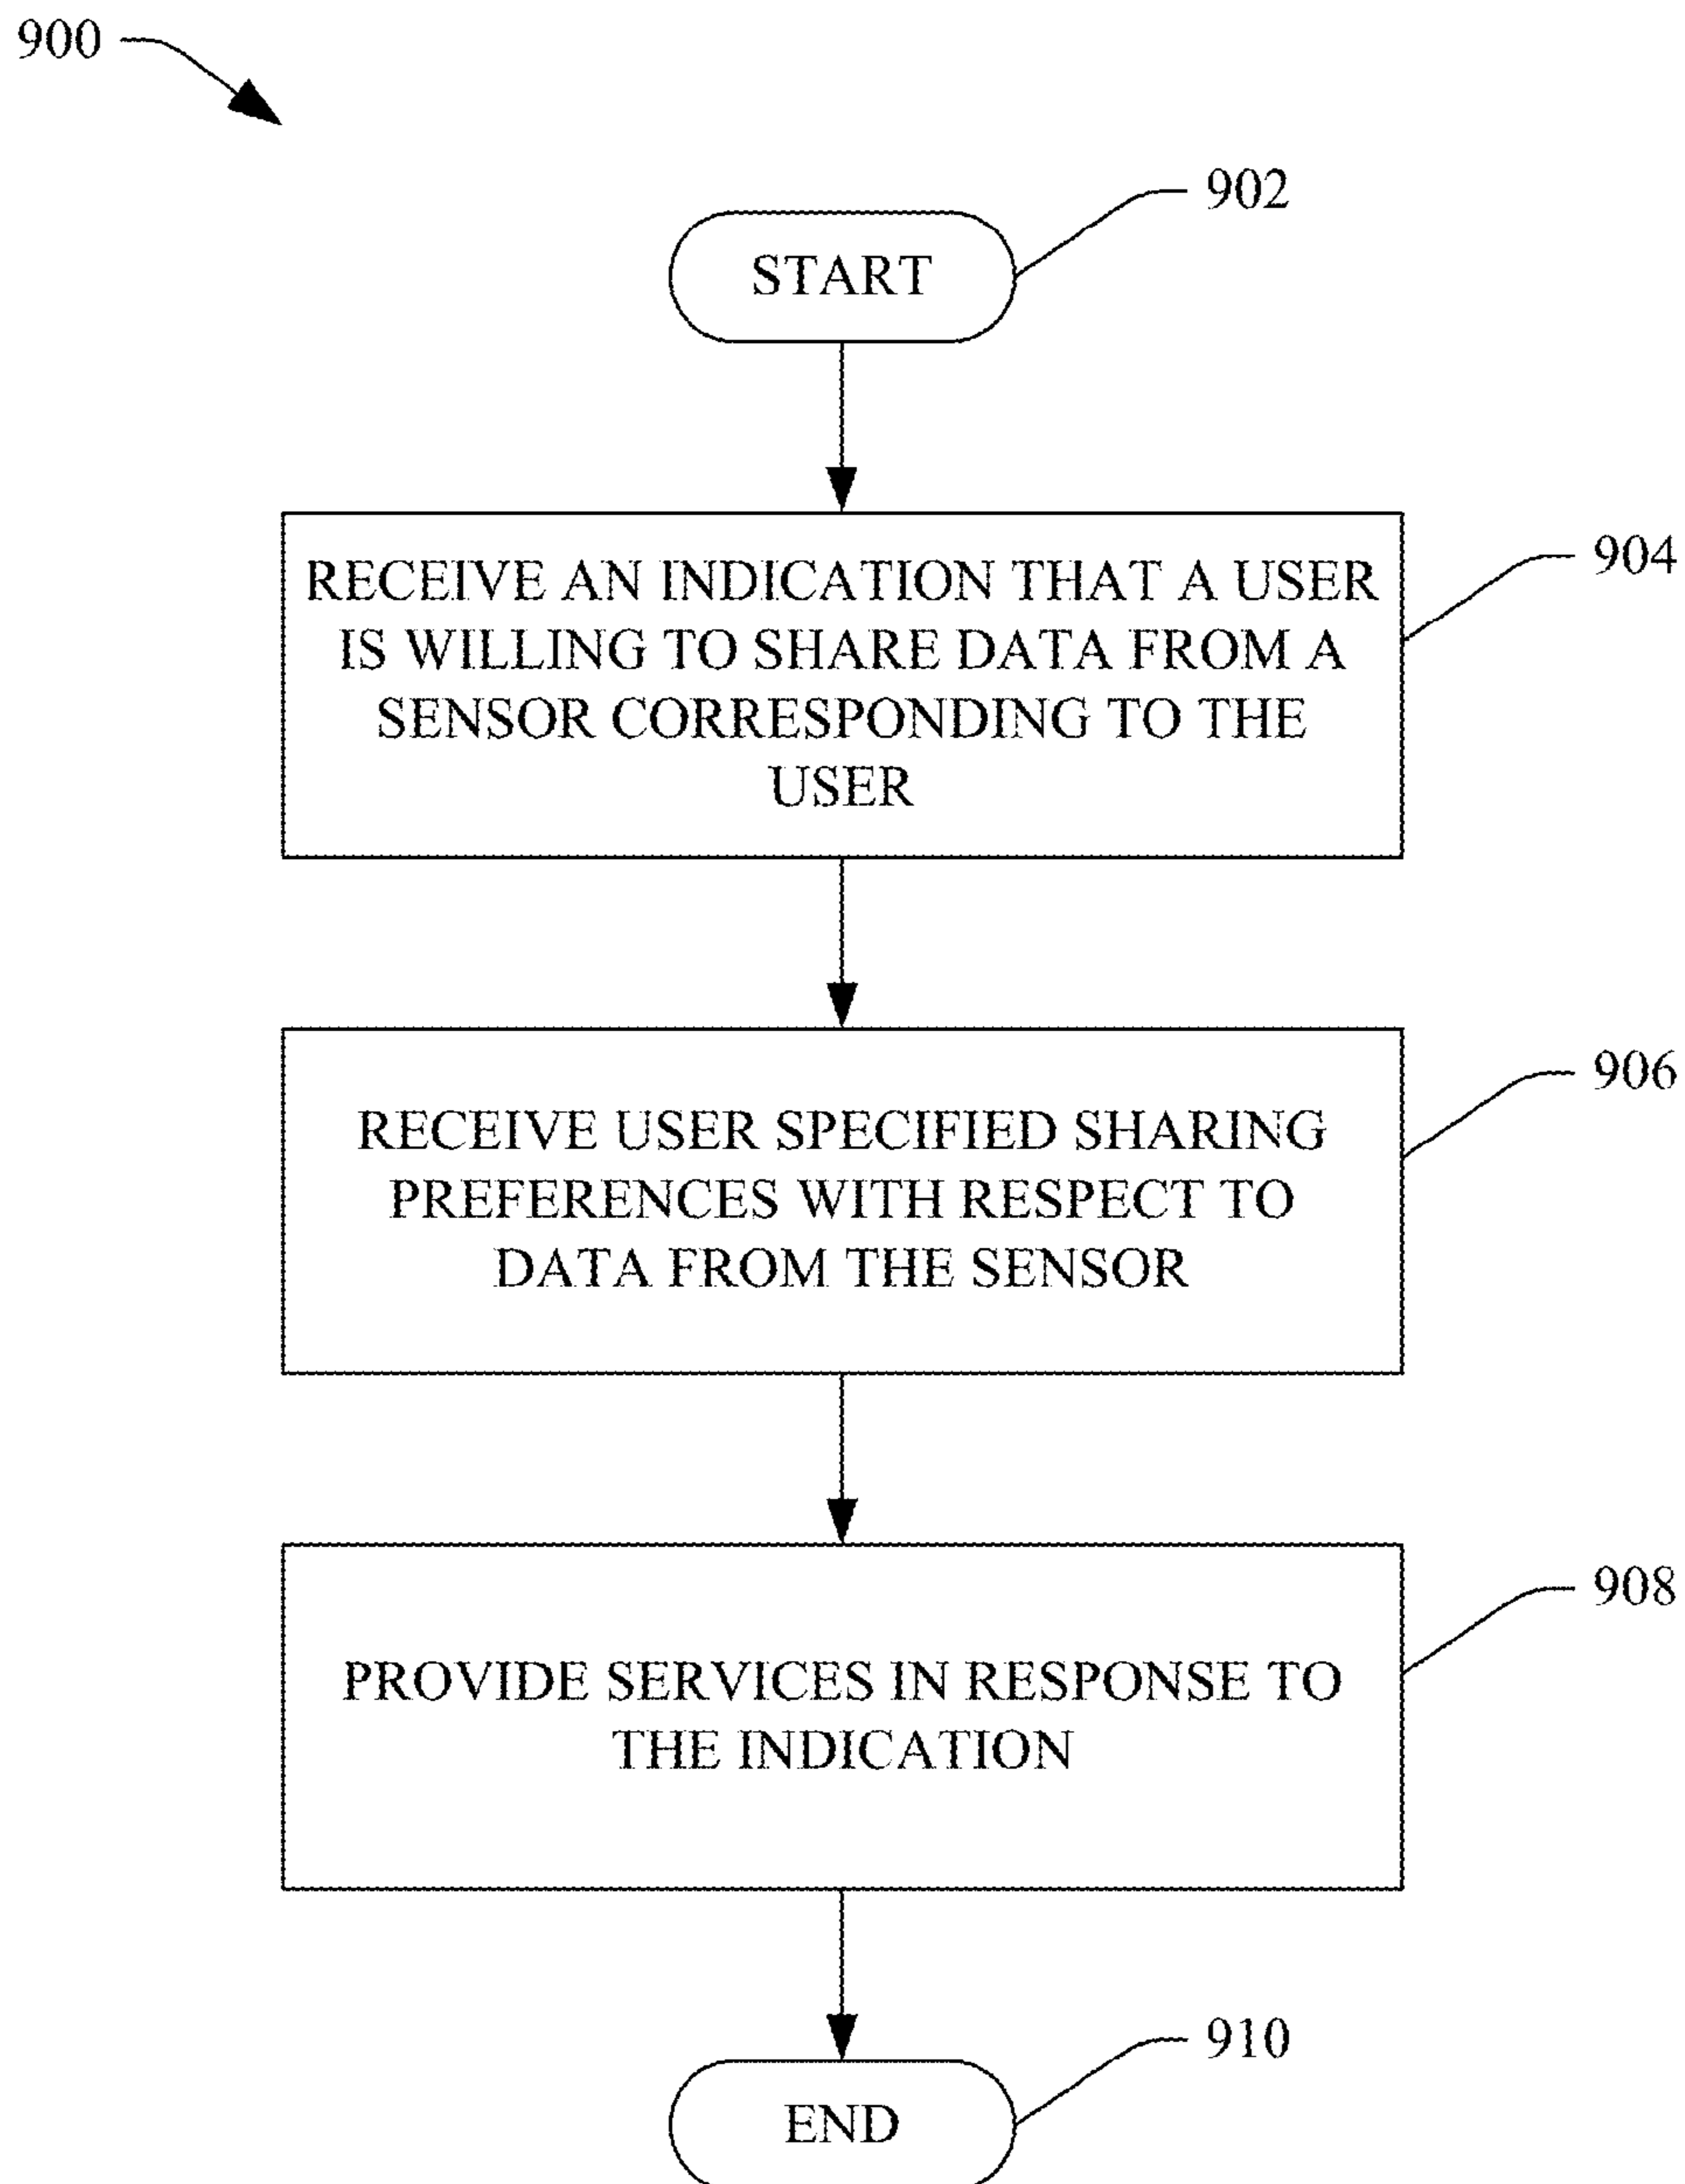 900
902
START
RECEIVE AN INDICATION THAT A USER
IS WILLING TO SHARE DATA FROM A
SENSOR CORRESPONDING TO THE
USER
904
RECEIVE USER SPECIFIED SHARING
PREFERENCES WITH RESPECT TO
DATA FROM THE SENSOR
906
PROVIDE SERVICES IN RESPONSE TO
THE INDICATION
908
910
END